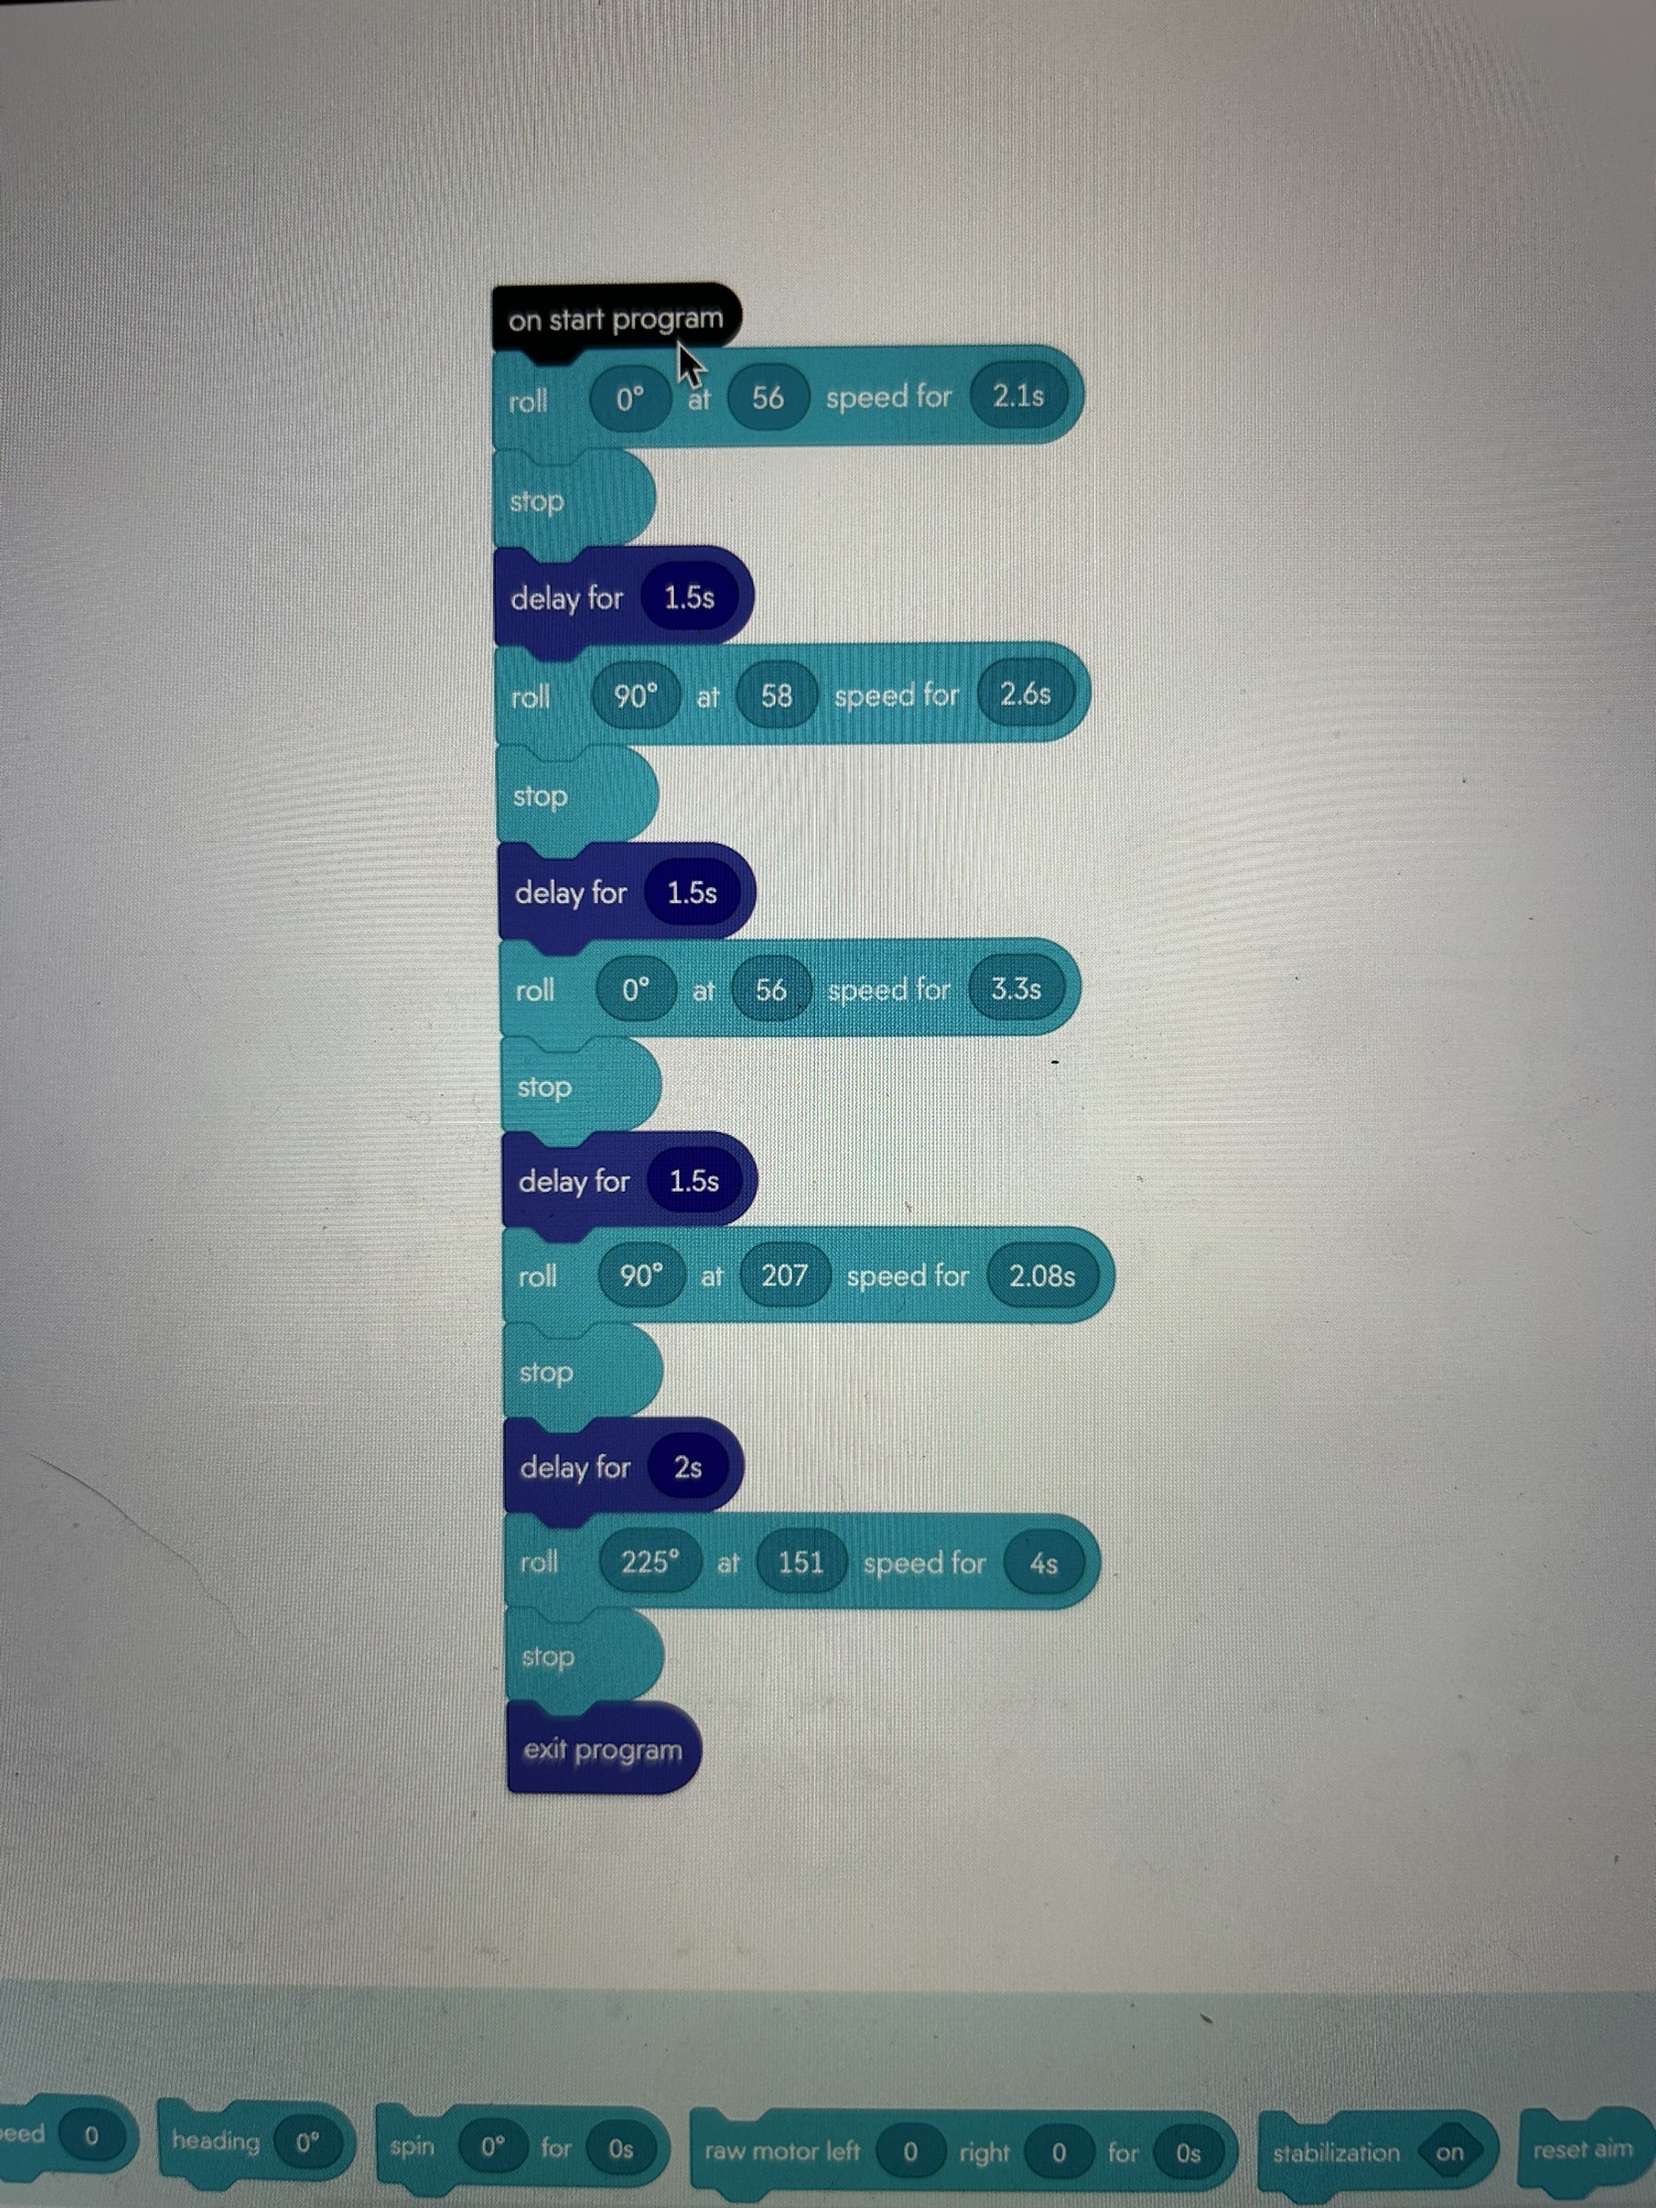 on start program
roll 0° at 56 speed for 2.1s
stop
delay for 1.5s
roll 90° at 58 speed for 2.6s
stop
delay for 1.5s
roll 0° at 56 speed for 3.3s
stop
delay for 1.5s
roll 90° at 207 speed for 2.08s
stop
delay for 2s
roll 225° at 151 speed for 4s
stop
exit program
eed 0 heading 0° spin 0° for 0s raw motor left 0 right 0 for 0s stabilization on reset aim